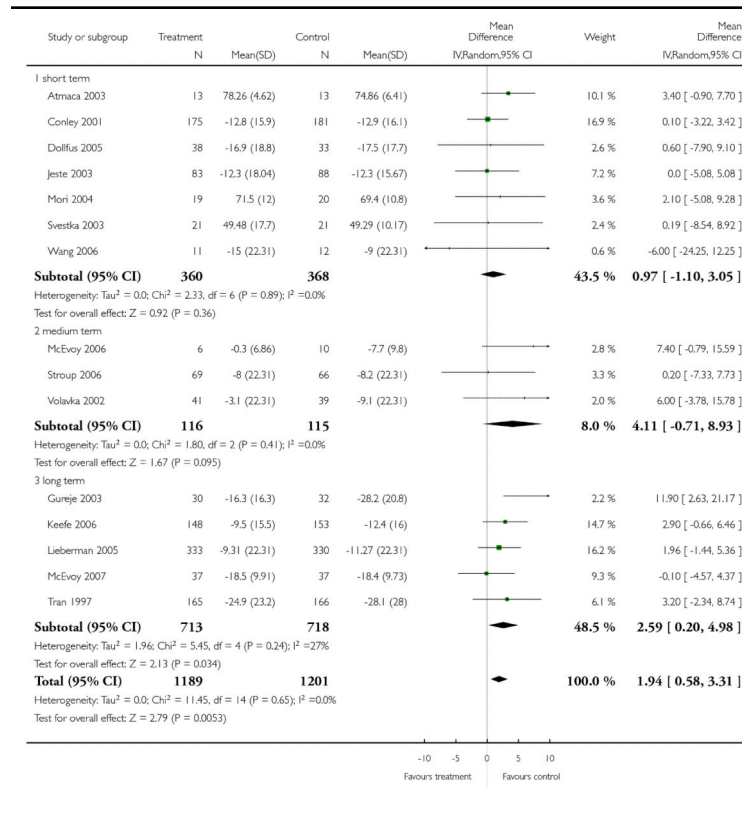 Study or subgroup Treatment Control Mean Difference Weight Mean Difference
N Mean(SD) N Mean(SD) IV,Random,95% CI IV,Random,95% CI
1 short term
Atmaca 2003 13 78.26 (4.62) 13 74.86 (6.41) 10.1 % 3.40 [ -0.90, 7.70 ]
Conley 2001 175 -12.8 (15.9) 181 -12.9 (16.1) 16.9 % 0.10 [ -3.22, 3.42 ]
Dollfus 2005 38 -16.9 (18.8) 33 -17.5 (17.7) 2.6 % 0.60 [ -7.90, 9.10 ]
Jeste 2003 83 -12.3 (18.04) 88 -12.3 (15.67) 7.2 % 0.0 [ -5.08, 5.08 ]
Mori 2004 19 71.5 (12) 20 69.4 (10.8) 3.6 % 2.10 [ -5.08, 9.28 ]
Svestka 2003 21 49.48 (17.7) 21 49.29 (10.17) 2.4 % 0.19 [ -8.54, 8.92 ]
Wang 2006 11 -15 (22.31) 12 -9 (22.31) 0.6 % -6.00 [ -24.25, 12.25 ]
Subtotal (95% CI) 360 368 43.5 % 0.97 [ -1.10, 3.05 ]
Heterogeneity: Tau² = 0.0; Chi² = 2.33, df = 6 (P = 0.89); I² =0.0%
Test for overall effect: Z = 0.92 (P = 0.36)
2 medium term
McEvoy 2006 6 -0.3 (6.86) 10 -7.7 (9.8) 2.8 % 7.40 [ -0.79, 15.59 ]
Stroup 2006 69 -8 (22.31) 66 -8.2 (22.31) 3.3 % 0.20 [ -7.33, 7.73 ]
Volavka 2002 41 -3.1 (22.31) 39 -9.1 (22.31) 2.0 % 6.00 [ -3.78, 15.78 ]
Subtotal (95% CI) 116 115 8.0 % 4.11 [ -0.71, 8.93 ]
Heterogeneity: Tau² = 0.0; Chi² = 1.80, df = 2 (P = 0.41); I² =0.0%
Test for overall effect: Z = 1.67 (P = 0.095)
3 long term
Gureje 2003 30 -16.3 (16.3) 32 -28.2 (20.8) 2.2 % 11.90 [ 2.63, 21.17 ]
Keefe 2006 148 -9.5 (15.5) 153 -12.4 (16) 14.7 % 2.90 [ -0.66, 6.46 ]
Lieberman 2005 333 -9.31 (22.31) 330 -11.27 (22.31) 16.2 % 1.96 [ -1.44, 5.36 ]
McEvoy 2007 37 -18.5 (9.91) 37 -18.4 (9.73) 9.3 % -0.10 [ -4.57, 4.37 ]
Tran 1997 165 -24.9 (23.2) 166 -28.1 (28) 6.1 % 3.20 [ -2.34, 8.74 ]
Subtotal (95% CI) 713 718 48.5 % 2.59 [ 0.20, 4.98 ]
Heterogeneity: Tau² = 1.96; Chi² = 5.45, df = 4 (P = 0.24); I² =27%
Test for overall effect: Z = 2.13 (P = 0.034)
Total (95% CI) 1189 1201 100.0 % 1.94 [ 0.58, 3.31 ]
Heterogeneity: Tau² = 0.0; Chi² = 11.45, df = 14 (P = 0.65); I² =0.0%
Test for overall effect: Z = 2.79 (P = 0.0053)
-10 -5 0 5 10
Favours treatment Favours control